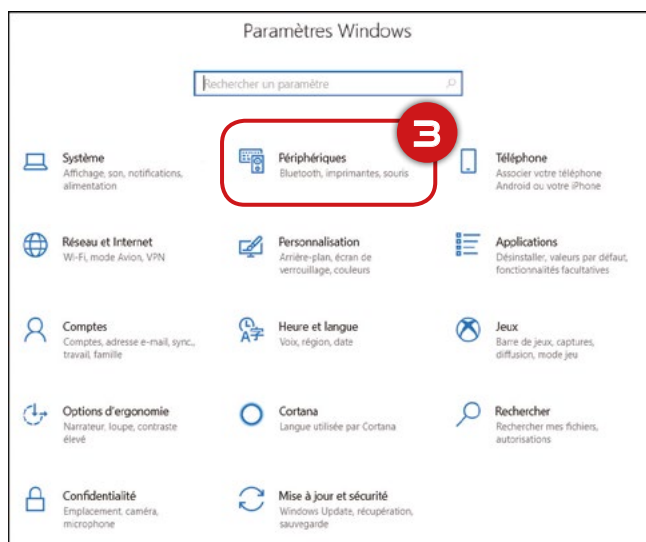 Paramètres Windows
Rechercher un paramètre
3
Système
Affichage, son, notifications,
alimentation
Périphériques
Bluetooth, imprimantes, souris
Téléphone
Associer votre téléphone
Android ou votre iPhone
Réseau et Internet
Wi-Fi, mode Avion, VPN
Personnalisation
Arrière-plan, écran de
verrouillage, couleurs
Applications
Désinstaller, valeurs par défaut,
fonctionnalités facultatives
Comptes
Comptes, adresse e-mail, sync.,
travail, famille
Heure et langue
Voix, région, date
Jeux
Barre de jeux, captures,
diffusion, mode jeu
Options d'ergonomie
Narrateur, loupe, contraste
élevé
Cortana
Langue utilisée par Cortana
Rechercher
Rechercher mes fichiers,
autorisations
Confidentialité
Emplacement, caméra,
microphone
Mise à jour et sécurité
Windows Update, récupération,
sauvegarde